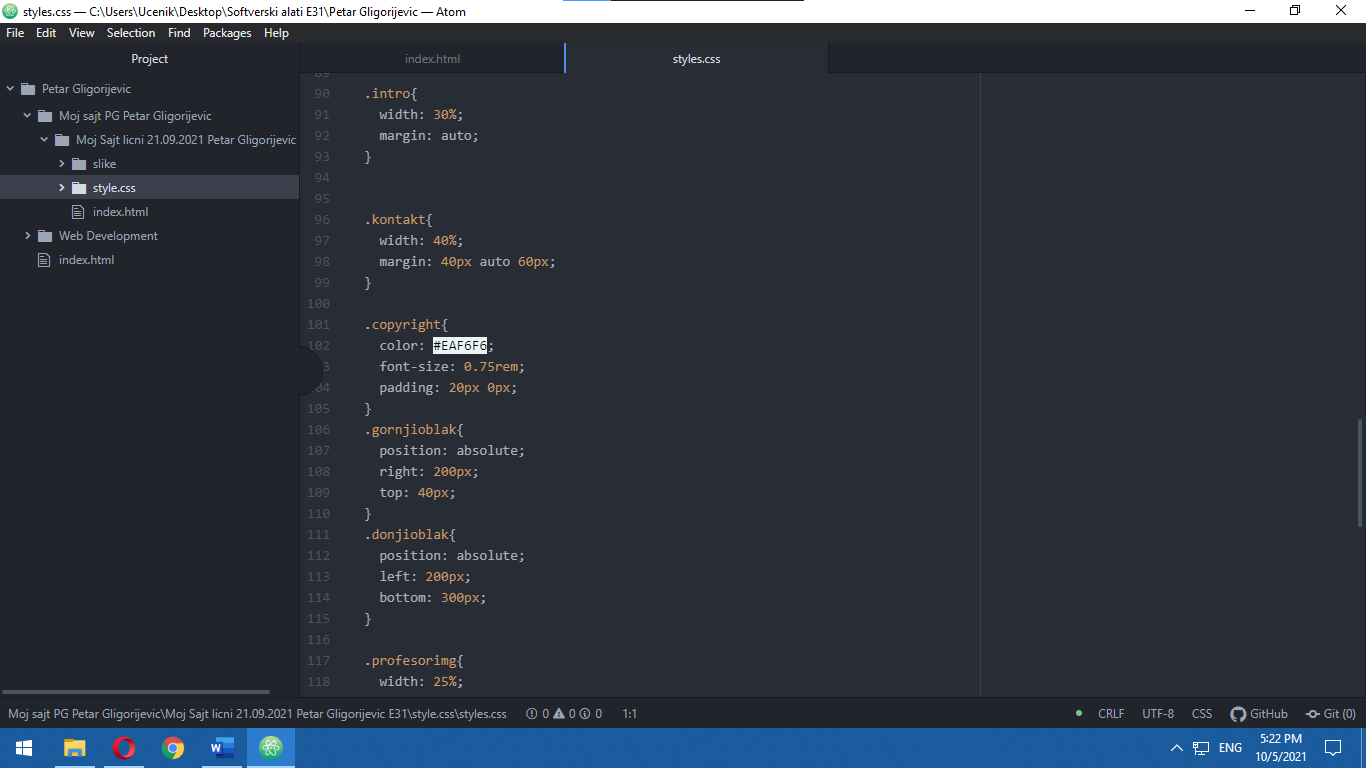 styles.css — C:\Users\Ucenik\Desktop\Softverski alati E31\Petar Gligorijevic — Atom
File Edit View Selection Find Packages Help
Project
index.html
styles.css
Petar Gligorijevic
Moj sajt PG Petar Gligorijevic
Moj Sajt licni 21.09.2021 Petar Gligorijevic
slike
style.css
index.html
Web Development
index.html
89
90 .intro{
91 width: 30%;
92 margin: auto;
93 }
94
95
96 .kontakt{
97 width: 40%;
98 margin: 40px auto 60px;
99 }
100
101 .copyright{
102 color: #EAF6F6;
3 font-size: 0.75rem;
04 padding: 20px 0px;
105 }
106 .gornjioblak{
107 position: absolute;
108 right: 200px;
109 top: 40px;
110 }
111 .donjioblak{
112 position: absolute;
113 left: 200px;
114 bottom: 300px;
115 }
116
117 .profesorimg{
118 width: 25%;
Moj sajt PG Petar Gligorijevic\Moj Sajt licni 21.09.2021 Petar Gligorijevic E31\style.css\styles.css 0 0 0 1:1 CRLF UTF-8 CSS GitHub Git (0)
ENG
5:22 PM
10/5/2021